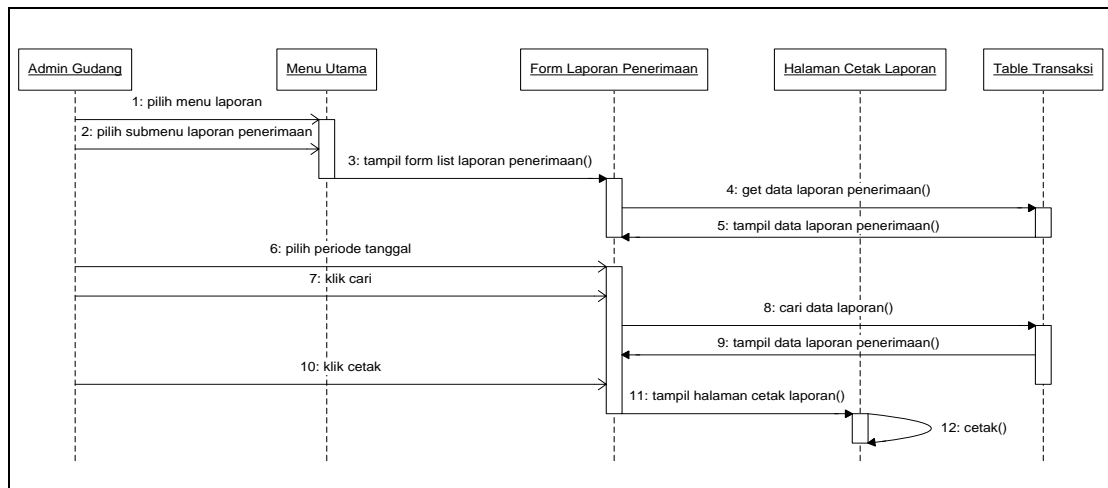 Admin Gudang
Menu Utama
Form Laporan Penerimaan
Halaman Cetak Laporan
Table Transaksi
1: pilih menu laporan
2: pilih submenu laporan penerimaan
3: tampil form list laporan penerimaan()
4: get data laporan penerimaan()
5: tampil data laporan penerimaan()
6: pilih periode tanggal
7: klik cari
8: cari data laporan()
9: tampil data laporan penerimaan()
10: klik cetak
11: tampil halaman cetak laporan()
12: cetak()